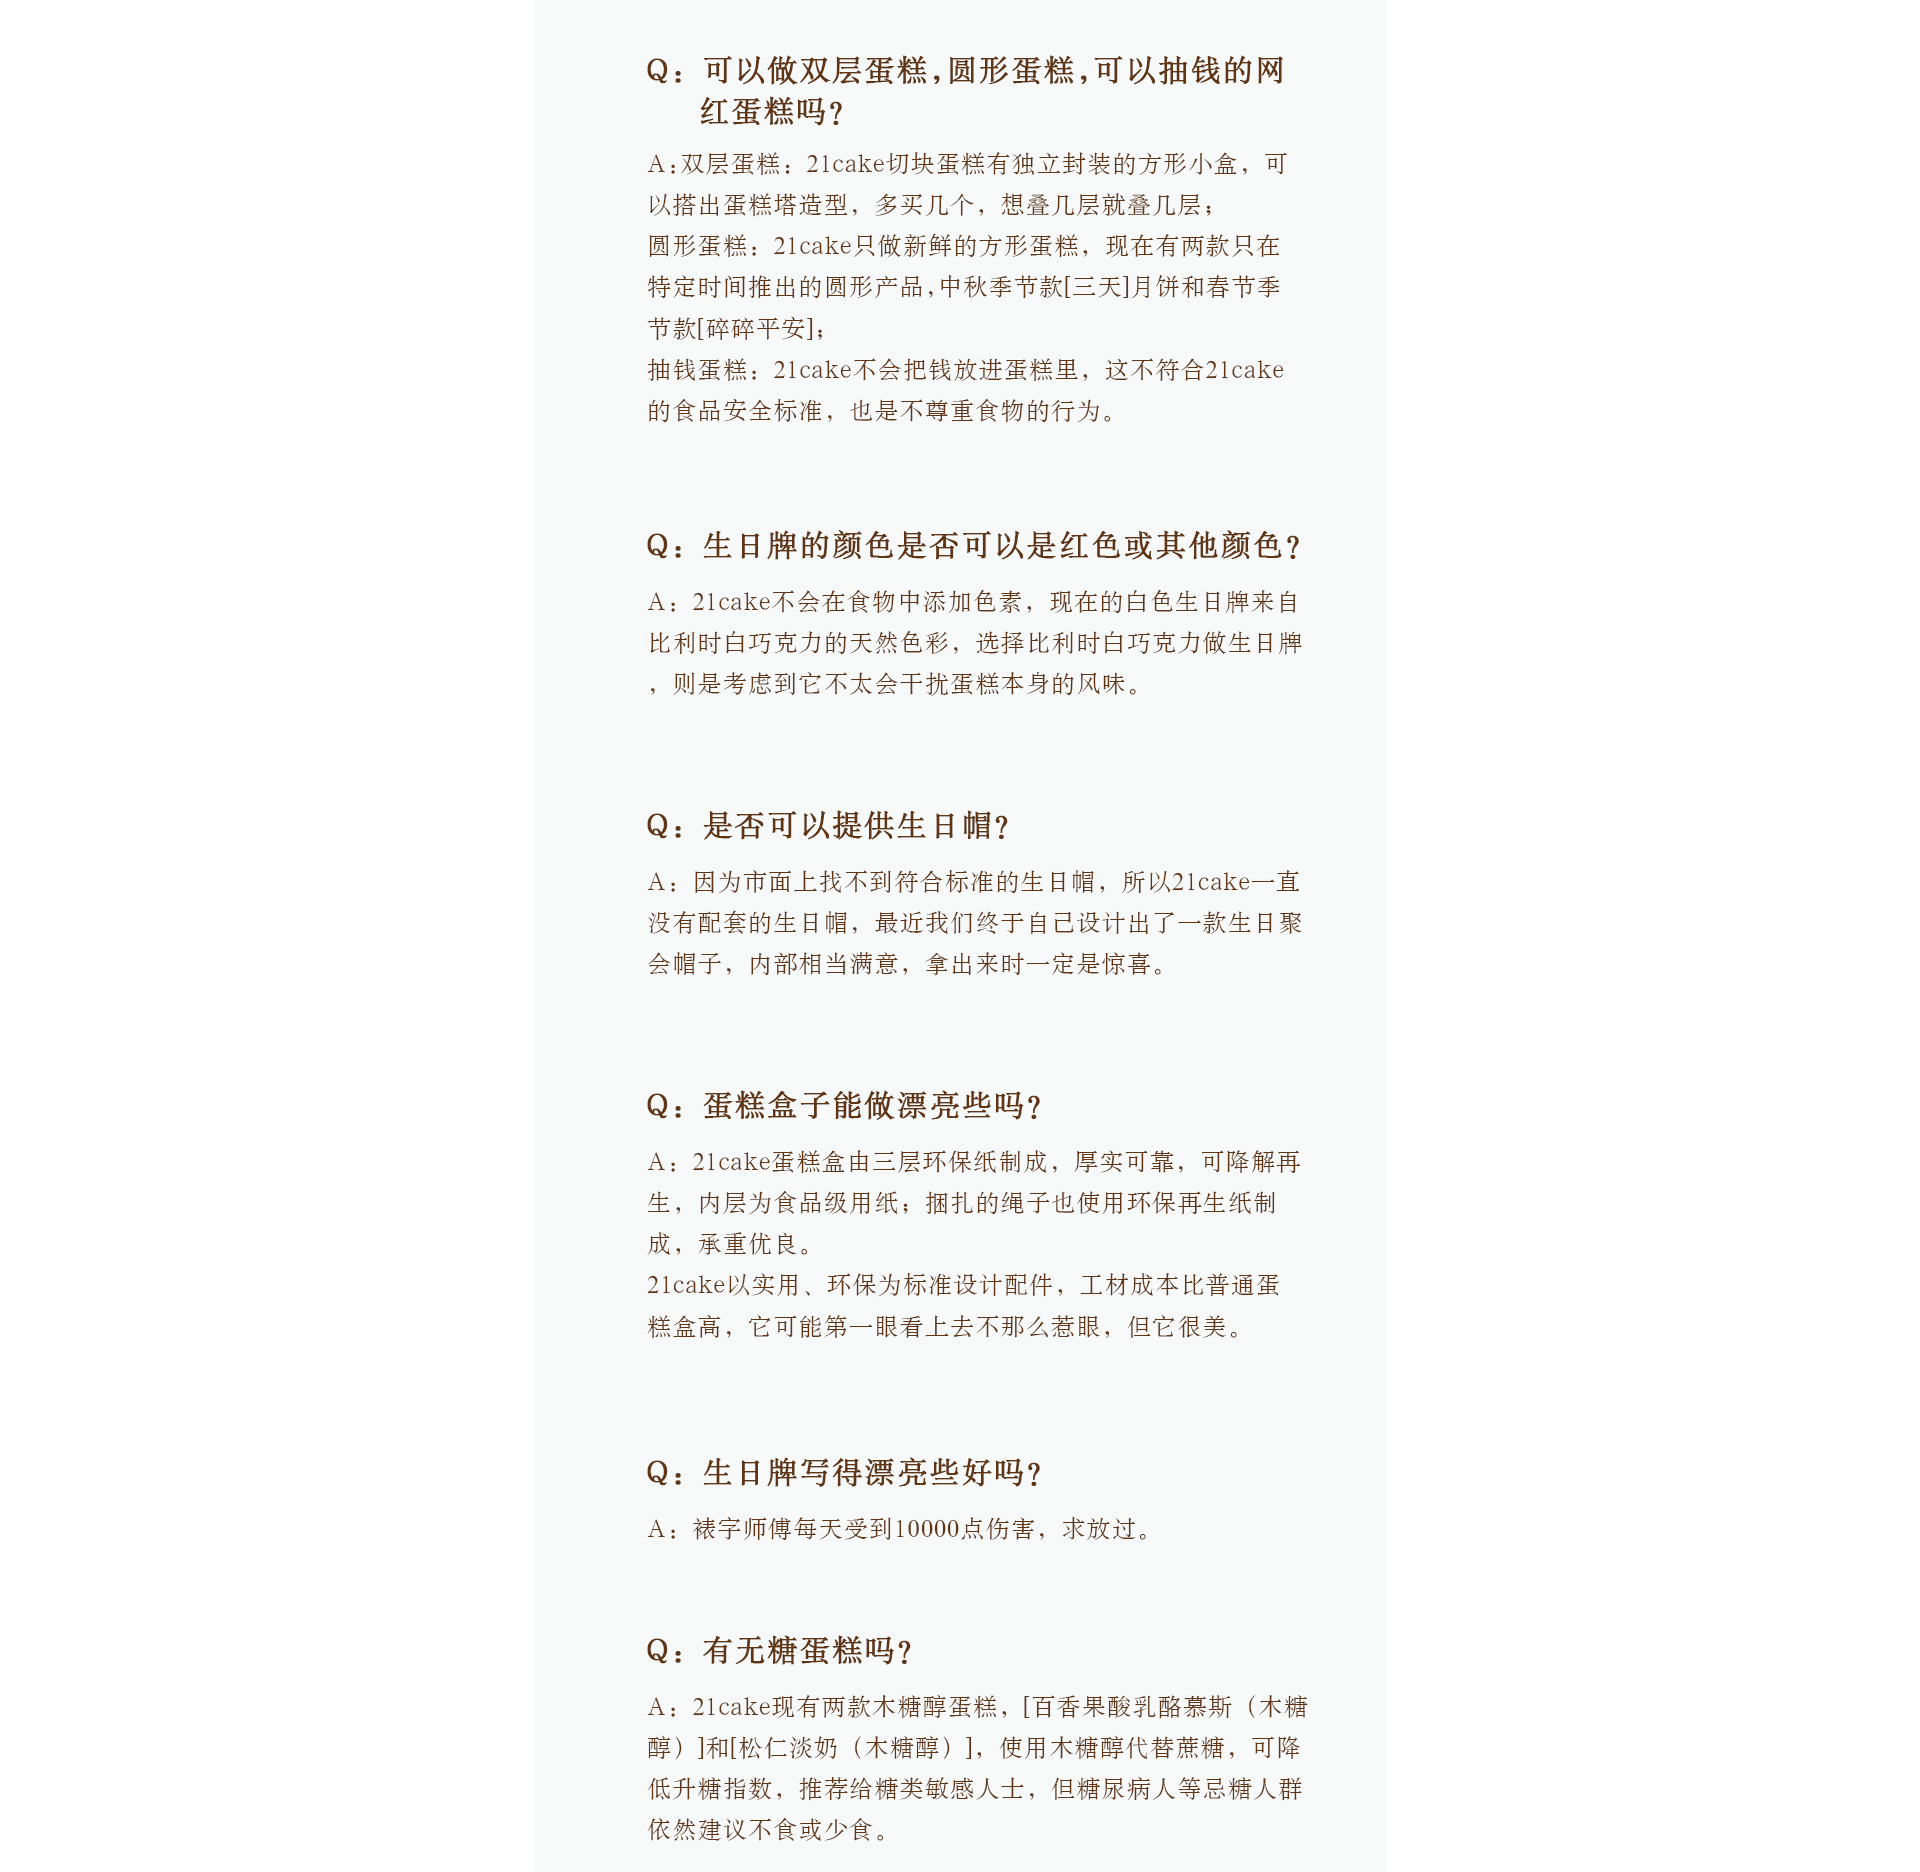 Q：可以做双层蛋糕,圆形蛋糕,可以抽钱的网
红蛋糕吗？
A:双层蛋糕：21cake切块蛋糕有独立封装的方形小盒，可
以搭出蛋糕塔造型，多买几个，想叠几层就叠几层；
圆形蛋糕：21cake只做新鲜的方形蛋糕，现在有两款只在
特定时间推出的圆形产品,中秋季节款[三天]月饼和春节季
节款[碎碎平安]；
抽钱蛋糕：21cake不会把钱放进蛋糕里，这不符合21cake
的食品安全标准，也是不尊重食物的行为。
Q：生日牌的颜色是否可以是红色或其他颜色？
A：21cake不会在食物中添加色素，现在的白色生日牌来自
比利时白巧克力的天然色彩，选择比利时白巧克力做生日牌
，则是考虑到它不太会干扰蛋糕本身的风味。
Q：是否可以提供生日帽？
A：因为市面上找不到符合标准的生日帽，所以21cake一直
没有配套的生日帽，最近我们终于自己设计出了一款生日聚
会帽子，内部相当满意，拿出来时一定是惊喜。
Q：蛋糕盒子能做漂亮些吗？
A：21cake蛋糕盒由三层环保纸制成，厚实可靠，可降解再
生，内层为食品级用纸；捆扎的绳子也使用环保再生纸制
成，承重优良。
21cake以实用、环保为标准设计配件，工材成本比普通蛋
糕盒高，它可能第一眼看上去不那么惹眼，但它很美。
Q：生日牌写得漂亮些好吗？
A：裱字师傅每天受到10000点伤害，求放过。
Q：有无糖蛋糕吗？
A：21cake现有两款木糖醇蛋糕，[百香果酸乳酪慕斯（木糖
醇）]和[松仁淡奶（木糖醇）]，使用木糖醇代替蔗糖，可降
低升糖指数，推荐给糖类敏感人士，但糖尿病人等忌糖人群
依然建议不食或少食。